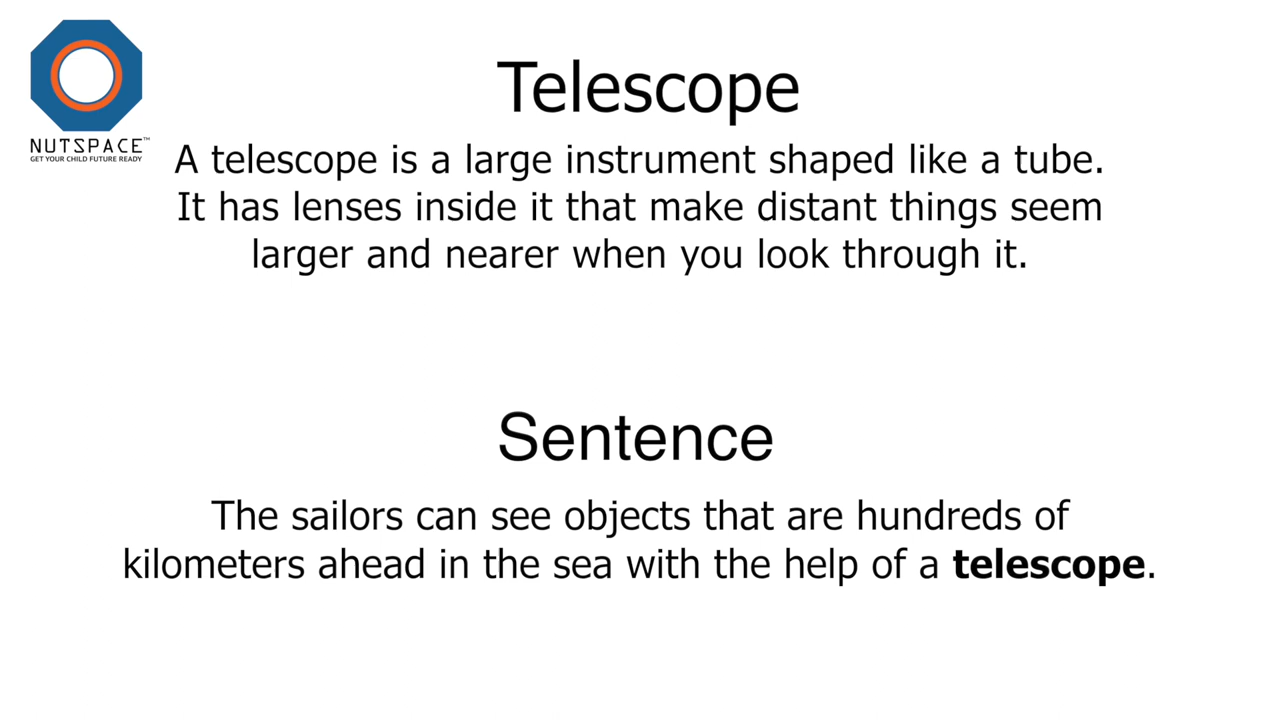 NUTSPACE™
GET YOUR CHILD FUTURE READY
Telescope
A telescope is a large instrument shaped like a tube.
It has lenses inside it that make distant things seem
larger and nearer when you look through it.
Sentence
The sailors can see objects that are hundreds of
kilometers ahead in the sea with the help of a telescope.